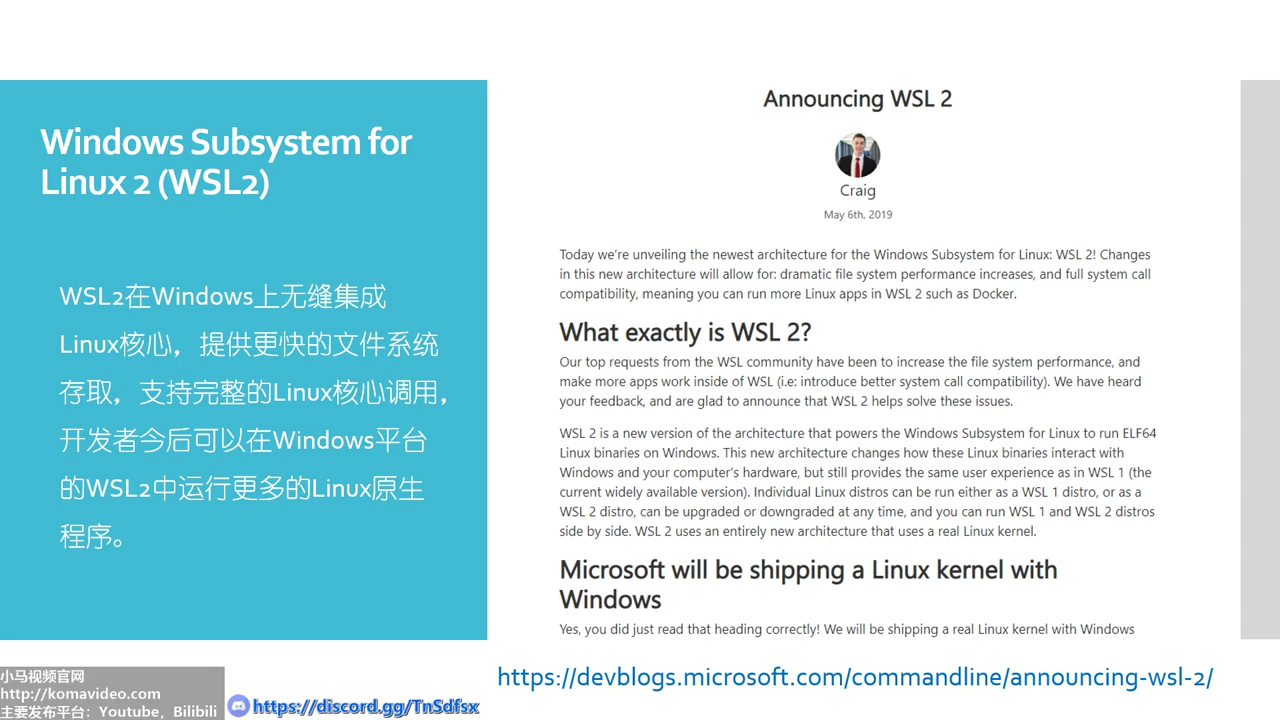 Windows Subsystem for
Linux 2 (WSL2)
WSL2在Windows上无缝集成
Linux核心，提供更快的文件系统
存取，支持完整的Linux核心调用，
开发者今后可以在Windows平台
的WSL2中运行更多的Linux原生
程序。
Announcing WSL 2
Craig
May 6th, 2019
Today we're unveiling the newest architecture for the Windows Subsystem for Linux: WSL 2! Changes
in this new architecture will allow for: dramatic file system performance increases, and full system call
compatibility, meaning you can run more Linux apps in WSL 2 such as Docker.
What exactly is WSL 2?
Our top requests from the WSL community have been to increase the file system performance, and
make more apps work inside of WSL (i.e: introduce better system call compatibility). We have heard
your feedback, and are glad to announce that WSL 2 helps solve these issues.
WSL 2 is a new version of the architecture that powers the Windows Subsystem for Linux to run ELF64
Linux binaries on Windows. This new architecture changes how these Linux binaries interact with
Windows and your computer's hardware, but still provides the same user experience as in WSL 1 (the
current widely available version). Individual Linux distros can be run either as a WSL 1 distro, or as a
WSL 2 distro, can be upgraded or downgraded at any time, and you can run WSL 1 and WSL 2 distros
side by side. WSL 2 uses an entirely new architecture that uses a real Linux kernel.
Microsoft will be shipping a Linux kernel with
Windows
Yes, you did just read that heading correctly! We will be shipping a real Linux kernel with Windows
https://devblogs.microsoft.com/commandline/announcing-wsl-2/
小马视频官网
http://komavideo.com
主要发布平台：Youtube，Bilibili
https://discord.gg/TnSdfsx